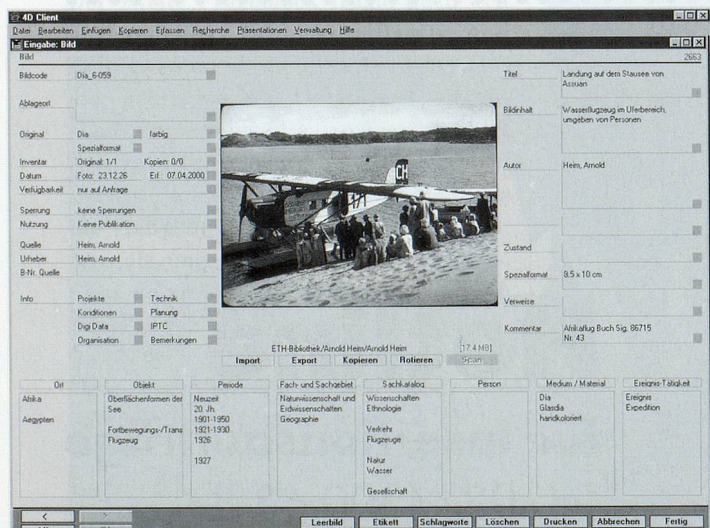 4D Client
Datei Bearbeiten Einfügen Kopieren Erfassen Recherche Präsentationen Verwaltung Hilfe
Eingabe: Bild
Bild 2663
Bildcode Dia_6-059
Ablageort
Original Dia farbig
Spezialformat
Inventar Original: 1/1 Kopien: 0/0
Datum Foto: 23.12.26 Erf.: 07.04.2000
Verfügbarkeit nur auf Anfrage
Sperrung keine Sperrungen
Nutzung Keine Publikation
Quelle Heim, Arnold
Urheber Heim, Arnold
B-Nr. Quelle
Info Projekte Technik
Konditionen Planung
Digi Data IPTC
Organisation Bemerkungen
CH
Titel Landung auf dem Stausee von
Assuan
Bildinhalt Wasserflugzeug im Uferbereich,
umgeben von Personen
Autor Heim, Arnold
Zustand
Spezialformat 8.5 x 10 cm
Verweise
Kommentar Afrikaflug Buch Sig. 86715
Nr. 43
ETH-Bibliothek/Arnold Heim/Arnold Heim [17.4 MB]
Import Export Kopieren Rotieren Scan
Ort
Afrika
Aegypten
Objekt
Oberflächenformen der
See
Fortbewegungs-/Trans
Flugzeug
Periode
Neuzeit
20. Jh.
1901-1950
1921-1930
1926
1927
Fach- und Sachgebiet
Naturwissenschaft und
Erdwissenschaften
Geographie
Sachkatalog
Wissenschaften
Ethnologie
Verkehr
Flugzeuge
Natur
Wasser
Gesellschaft
Person
Medium / Material
Dia
Glasdia
handkoloriert
Ereignis-Tätigkeit
Ereignis
Expedition
< >
Leerbild Etikett Schlagworte Löschen Drucken Abbrechen Fertig